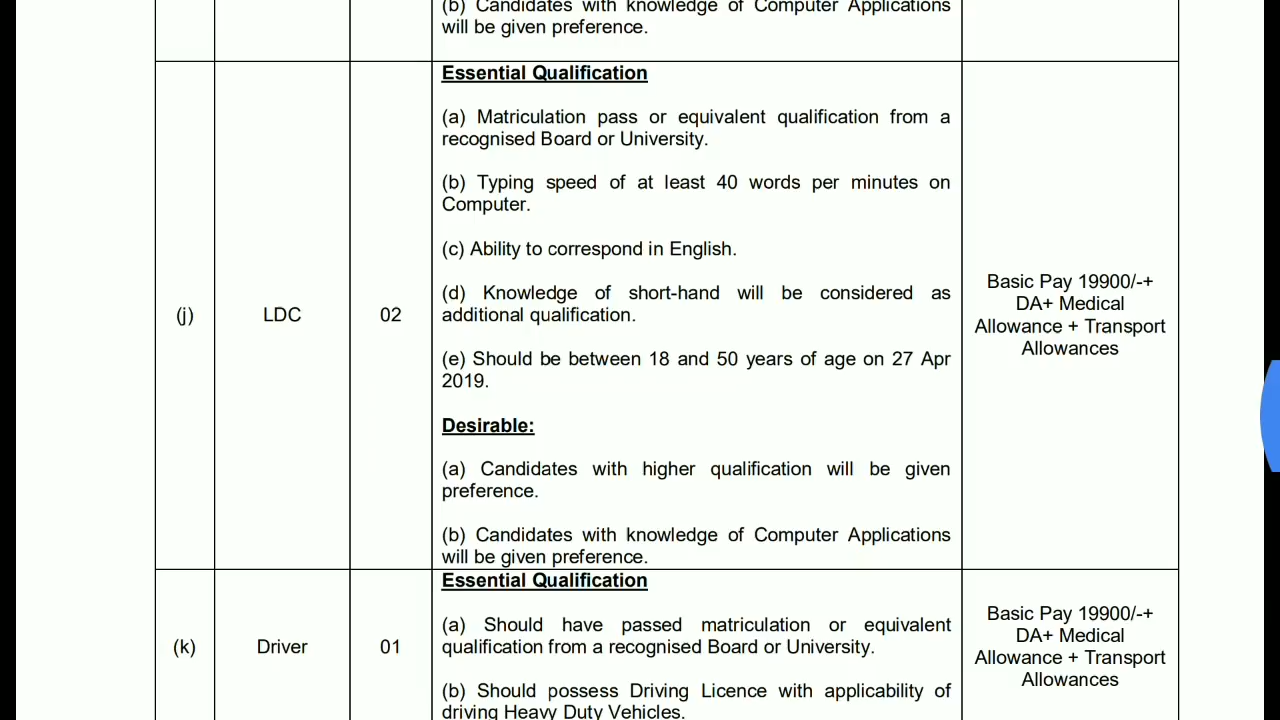 (b) Candidates with knowledge of Computer Applications
will be given preference.
Essential Qualification
(a) Matriculation pass or equivalent qualification from a
recognised Board or University.
(b) Typing speed of at least 40 words per minutes on
Computer.
(c) Ability to correspond in English.
(d) Knowledge of short-hand will be considered as
additional qualification.
(e) Should be between 18 and 50 years of age on 27 Apr
2019.
Desirable:
(a) Candidates with higher qualification will be given
preference.
(b) Candidates with knowledge of Computer Applications
will be given preference.
(j)
LDC
02
Basic Pay 19900/-+
DA+ Medical
Allowance + Transport
Allowances
Essential Qualification
(a) Should have passed matriculation or equivalent
qualification from a recognised Board or University.
(b) Should possess Driving Licence with applicability of
driving Heavy Duty Vehicles.
(k)
Driver
01
Basic Pay 19900/-+
DA+ Medical
Allowance + Transport
Allowances